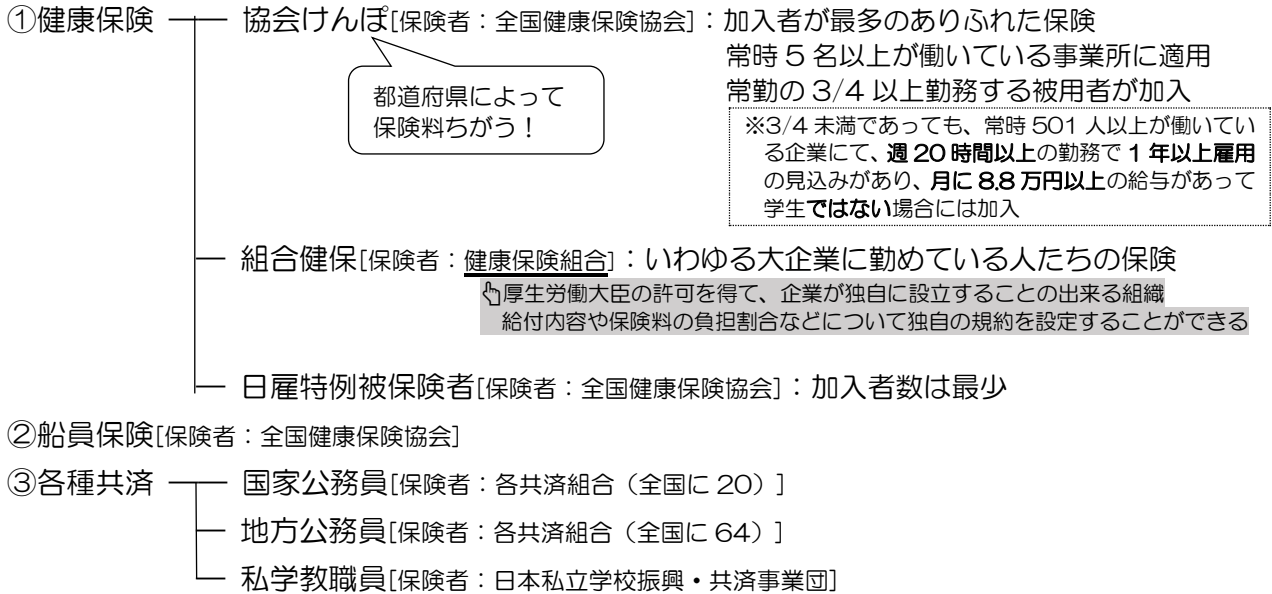 ①健康保険 協会けんぽ[保険者：全国健康保険協会]：加入者が最多のありふれた保険
常時5名以上が働いている事業所に適用
常勤の3/4以上勤務する被用者が加入
都道府県によって
保険料ちがう！
※3/4未満であっても、常時501人以上が働いてい
る企業にて、週20時間以上の勤務で1年以上雇用
の見込みがあり、月に8.8万円以上の給与があって
学生ではない場合には加入
組合健保[保険者：健康保険組合]：いわゆる大企業に勤めている人たちの保険
厚生労働大臣の許可を得て、企業が独自に設立することの出来る組織
給付内容や保険料の負担割合などについて独自の規約を設定することができる
日雇特例被保険者[保険者：全国健康保険協会]：加入者数は最少
②船員保険[保険者：全国健康保険協会]
③各種共済 国家公務員[保険者：各共済組合（全国に20）]
地方公務員[保険者：各共済組合（全国に64）]
私学教職員[保険者：日本私立学校振興・共済事業団]